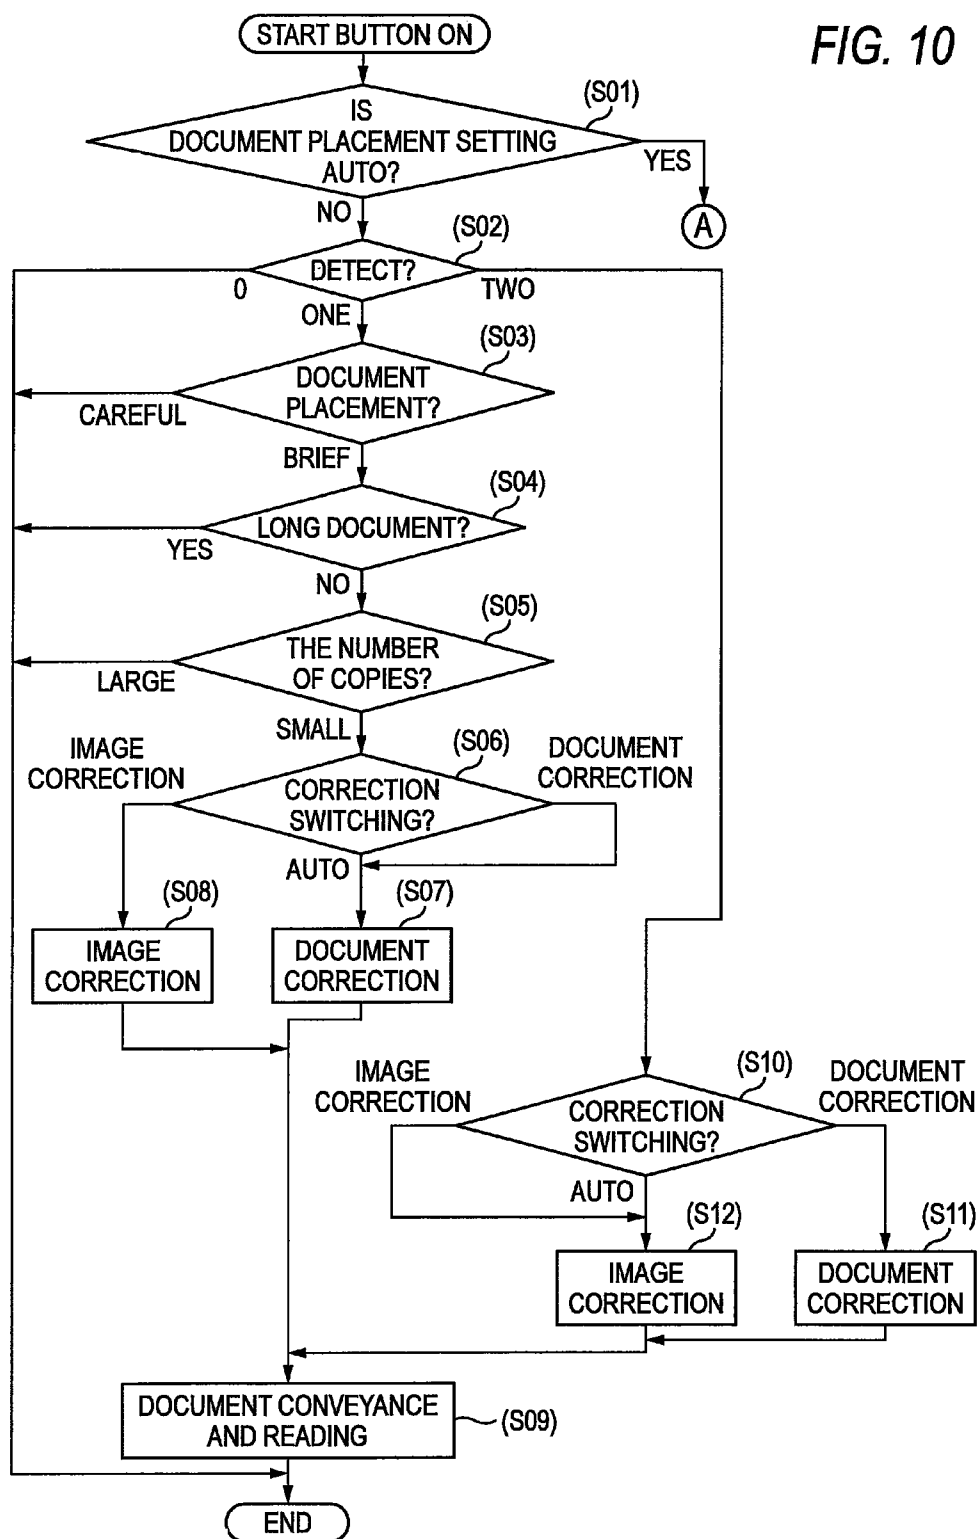 START BUTTON ON
FIG. 10
(S01)
IS
DOCUMENT PLACEMENT SETTING
AUTO?
YES
NO
A
(S02)
DETECT?
0
TWO
ONE
(S03)
DOCUMENT
PLACEMENT?
CAREFUL
BRIEF
(S04)
LONG DOCUMENT?
YES
NO
(S05)
THE NUMBER
OF COPIES?
LARGE
SMALL
IMAGE
CORRECTION
(S06)
DOCUMENT
CORRECTION
CORRECTION
SWITCHING?
AUTO
(S08)
(S07)
IMAGE
CORRECTION
DOCUMENT
CORRECTION
IMAGE
CORRECTION
(S10)
DOCUMENT
CORRECTION
CORRECTION
SWITCHING?
AUTO
(S12)
(S11)
IMAGE
CORRECTION
DOCUMENT
CORRECTION
DOCUMENT CONVEYANCE
AND READING
(S09)
END